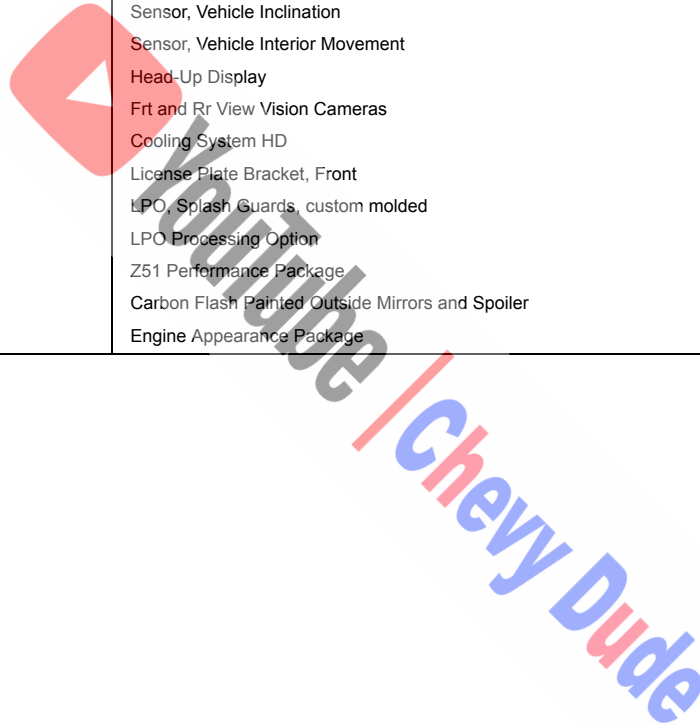 Sensor, Vehicle Inclination
Sensor, Vehicle Interior Movement
Head-Up Display
Frt and Rr View Vision Cameras
Cooling System HD
License Plate Bracket, Front
LPO, Splash Guards, custom molded
LPO Processing Option
Z51 Performance Package
Carbon Flash Painted Outside Mirrors and Spoiler
Engine Appearance Package
YouTube | Chevy Dude